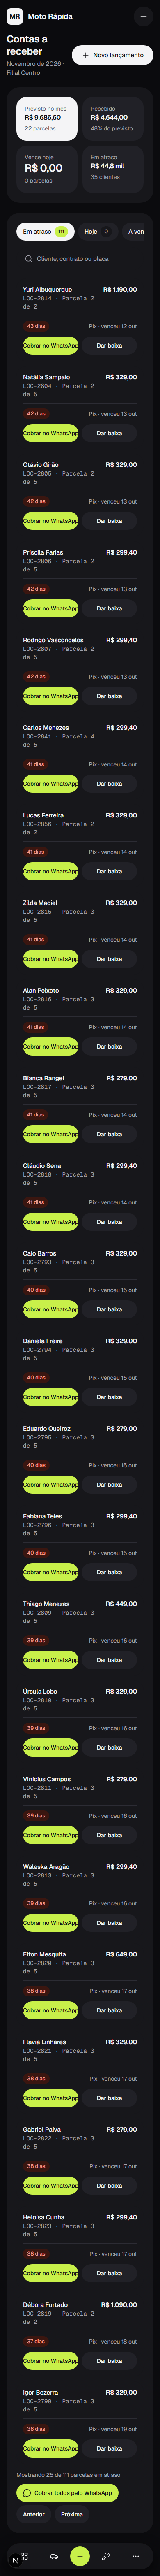 MR Moto Rápida
Contas a
receber
Novembro de 2026 ·
Filial Centro
+ Novo lançamento
Previsto no mês
R$ 9.686,60
22 parcelas
Recebido
R$ 4.644,00
48% do previsto
Vence hoje
R$ 0,00
0 parcelas
Em atraso
R$ 44,8 mil
35 clientes
Em atraso 111 Hoje 0 A ven
Cliente, contrato ou placa
Yuri Albuquerque R$ 1.190,00
LOC-2814 · Parcela 2
de 2
43 dias Pix · venceu 12 out
Cobrar no WhatsApp Dar baixa
Natália Sampaio R$ 329,00
LOC-2804 · Parcela 2
de 5
42 dias Pix · venceu 13 out
Cobrar no WhatsApp Dar baixa
Otávio Girão R$ 329,00
LOC-2805 · Parcela 2
de 5
42 dias Pix · venceu 13 out
Cobrar no WhatsApp Dar baixa
Priscila Farias R$ 299,40
LOC-2806 · Parcela 2
de 5
42 dias Pix · venceu 13 out
Cobrar no WhatsApp Dar baixa
Rodrigo Vasconcelos R$ 299,40
LOC-2807 · Parcela 2
de 5
42 dias Pix · venceu 13 out
Cobrar no WhatsApp Dar baixa
Carlos Menezes R$ 299,40
LOC-2841 · Parcela 4
de 5
41 dias Pix · venceu 14 out
Cobrar no WhatsApp Dar baixa
Lucas Ferreira R$ 329,00
LOC-2856 · Parcela 2
de 2
41 dias Pix · venceu 14 out
Cobrar no WhatsApp Dar baixa
Zilda Maciel R$ 329,00
LOC-2815 · Parcela 3
de 5
41 dias Pix · venceu 14 out
Cobrar no WhatsApp Dar baixa
Alan Peixoto R$ 329,00
LOC-2816 · Parcela 3
de 5
41 dias Pix · venceu 14 out
Cobrar no WhatsApp Dar baixa
Bianca Rangel R$ 279,00
LOC-2817 · Parcela 3
de 5
41 dias Pix · venceu 14 out
Cobrar no WhatsApp Dar baixa
Cláudio Sena R$ 299,40
LOC-2818 · Parcela 3
de 5
41 dias Pix · venceu 14 out
Cobrar no WhatsApp Dar baixa
Caio Barros R$ 329,00
LOC-2793 · Parcela 3
de 5
40 dias Pix · venceu 15 out
Cobrar no WhatsApp Dar baixa
Daniela Freire R$ 329,00
LOC-2794 · Parcela 3
de 5
40 dias Pix · venceu 15 out
Cobrar no WhatsApp Dar baixa
Eduardo Queiroz R$ 279,00
LOC-2795 · Parcela 3
de 5
40 dias Pix · venceu 15 out
Cobrar no WhatsApp Dar baixa
Fabiana Teles R$ 299,40
LOC-2796 · Parcela 3
de 5
40 dias Pix · venceu 15 out
Cobrar no WhatsApp Dar baixa
Thiago Menezes R$ 449,00
LOC-2809 · Parcela 3
de 5
39 dias Pix · venceu 16 out
Cobrar no WhatsApp Dar baixa
Úrsula Lobo R$ 329,00
LOC-2810 · Parcela 3
de 5
39 dias Pix · venceu 16 out
Cobrar no WhatsApp Dar baixa
Vinícius Campos R$ 279,00
LOC-2811 · Parcela 3
de 5
39 dias Pix · venceu 16 out
Cobrar no WhatsApp Dar baixa
Waleska Aragão R$ 299,40
LOC-2813 · Parcela 3
de 5
39 dias Pix · venceu 16 out
Cobrar no WhatsApp Dar baixa
Elton Mesquita R$ 649,00
LOC-2820 · Parcela 3
de 5
38 dias Pix · venceu 17 out
Cobrar no WhatsApp Dar baixa
Flávia Linhares R$ 329,00
LOC-2821 · Parcela 3
de 5
38 dias Pix · venceu 17 out
Cobrar no WhatsApp Dar baixa
Gabriel Paiva R$ 279,00
LOC-2822 · Parcela 3
de 5
38 dias Pix · venceu 17 out
Cobrar no WhatsApp Dar baixa
Heloísa Cunha R$ 299,40
LOC-2823 · Parcela 3
de 5
38 dias Pix · venceu 17 out
Cobrar no WhatsApp Dar baixa
Débora Furtado R$ 1.090,00
LOC-2819 · Parcela 2
de 2
37 dias Pix · venceu 18 out
Cobrar no WhatsApp Dar baixa
Igor Bezerra R$ 329,00
LOC-2799 · Parcela 3
de 5
36 dias Pix · venceu 19 out
Cobrar no WhatsApp Dar baixa
Mostrando 25 de 111 parcelas em atraso
Cobrar todos pelo WhatsApp
Anterior Próxima
N